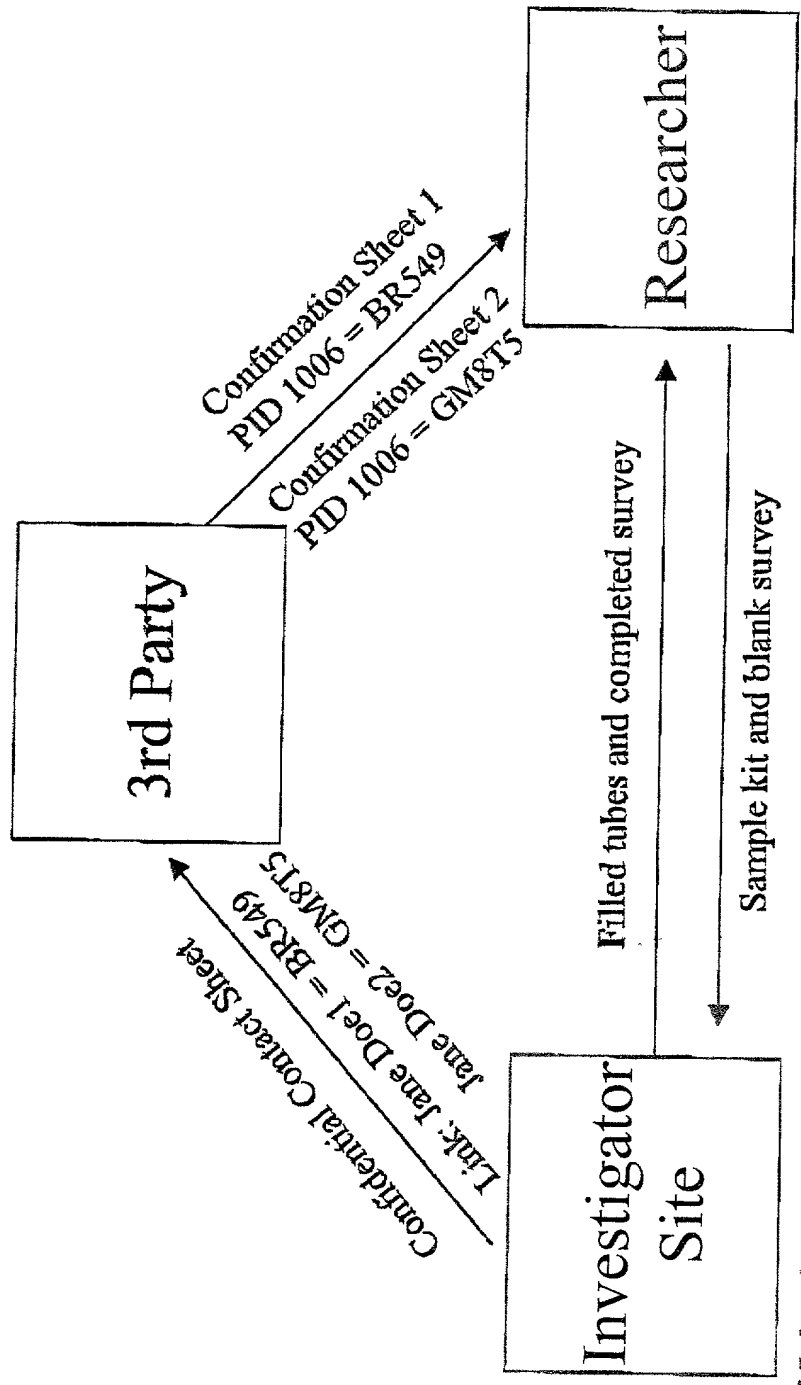 3rd Party
Confidential Contact Sheet
Link: Jane Doe1 = BR549
Jane Doe2 = GM8T5
Confirmation Sheet 1
PID 1006 = BR549
Confirmation Sheet 2
PID 1006 = GM8T5
Investigator
Site
Filled tubes and completed survey
Sample kit and blank survey
Researcher